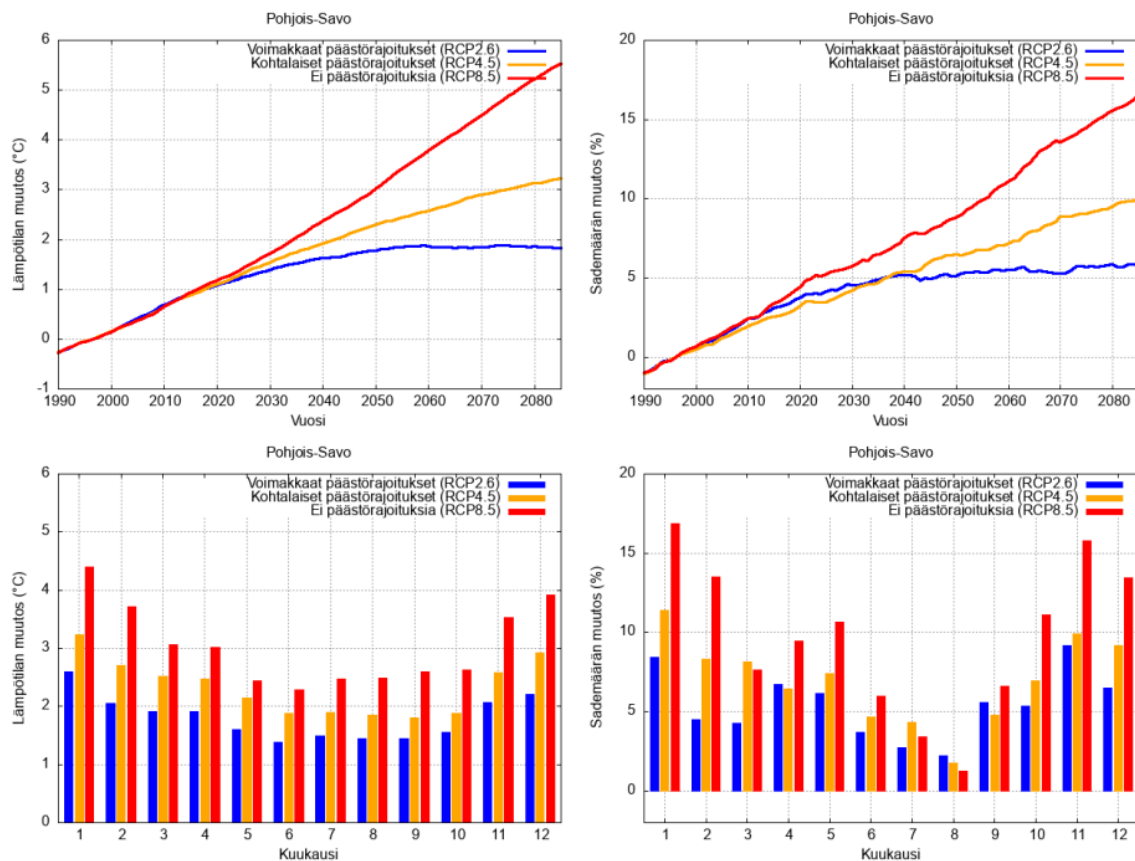 Pohjois-Savo
6
5
4
3
2
1
0
-1
Lämpötilan muutos (°C)
Voimakkaat päästörajoitukset (RCP2.6)
Kohtalaiset päästörajoitukset (RCP4.5)
Ei päästörajoituksia (RCP8.5)
1990 2000 2010 2020 2030 2040 2050 2060 2070 2080
Vuosi
Pohjois-Savo
20
15
10
5
0
Sademäärän muutos (%)
Voimakkaat päästörajoitukset (RCP2.6)
Kohtalaiset päästörajoitukset (RCP4.5)
Ei päästörajoituksia (RCP8.5)
1990 2000 2010 2020 2030 2040 2050 2060 2070 2080
Vuosi
Pohjois-Savo
6
5
4
3
2
1
0
Lämpötilan muutos (°C)
Voimakkaat päästörajoitukset (RCP2.6)
Kohtalaiset päästörajoitukset (RCP4.5)
Ei päästörajoituksia (RCP8.5)
1 2 3 4 5 6 7 8 9 10 11 12
Kuukausi
Pohjois-Savo
20
15
10
5
0
Sademäärän muutos (%)
Voimakkaat päästörajoitukset (RCP2.6)
Kohtalaiset päästörajoitukset (RCP4.5)
Ei päästörajoituksia (RCP8.5)
1 2 3 4 5 6 7 8 9 10 11 12
Kuukausi